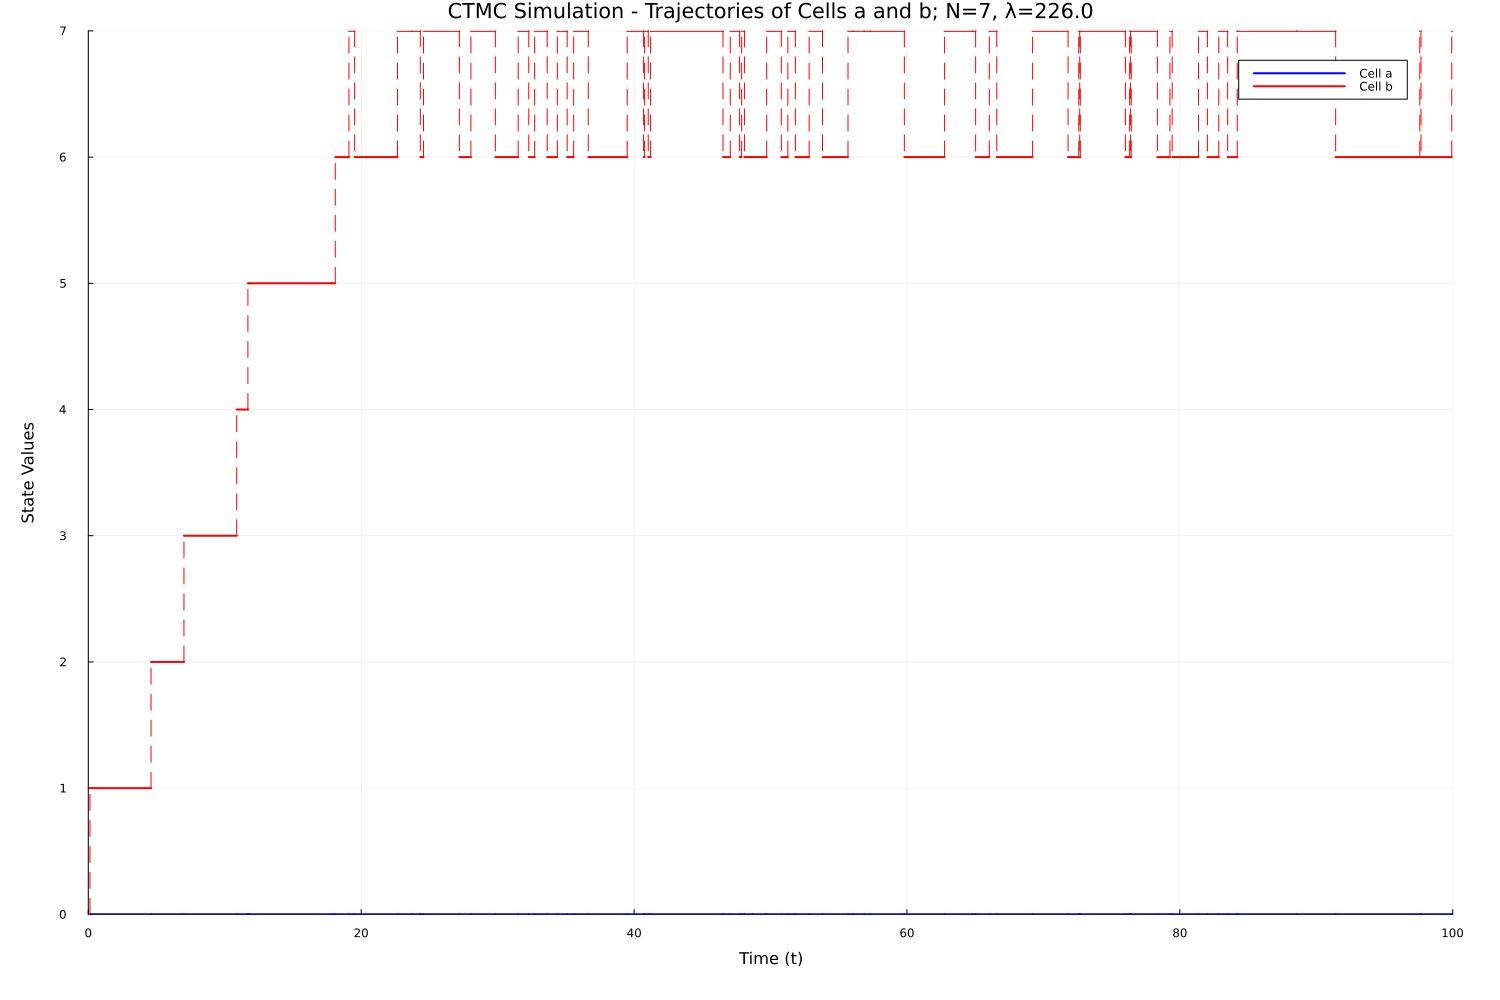 CTMC Simulation - Trajectories of Cells a and b; N=7, λ=226.0
7
Cell a
Cell b
6
5
4
State Values
3
2
1
0
0 20 40 60 80 100
Time (t)